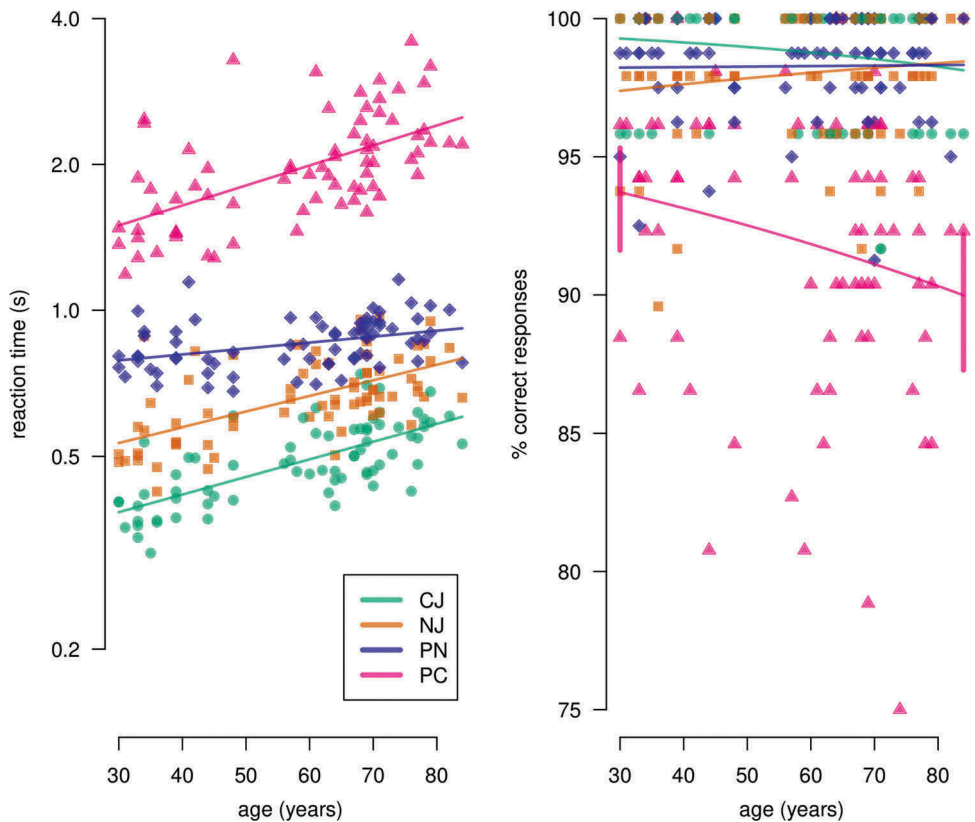 4.0
2.0
1.0
0.5
0.2
reaction time (s)
30 40 50 60 70 80
age (years)
CJ
NJ
PN
PC
100
95
90
85
80
75
% correct responses
30 40 50 60 70 80
age (years)